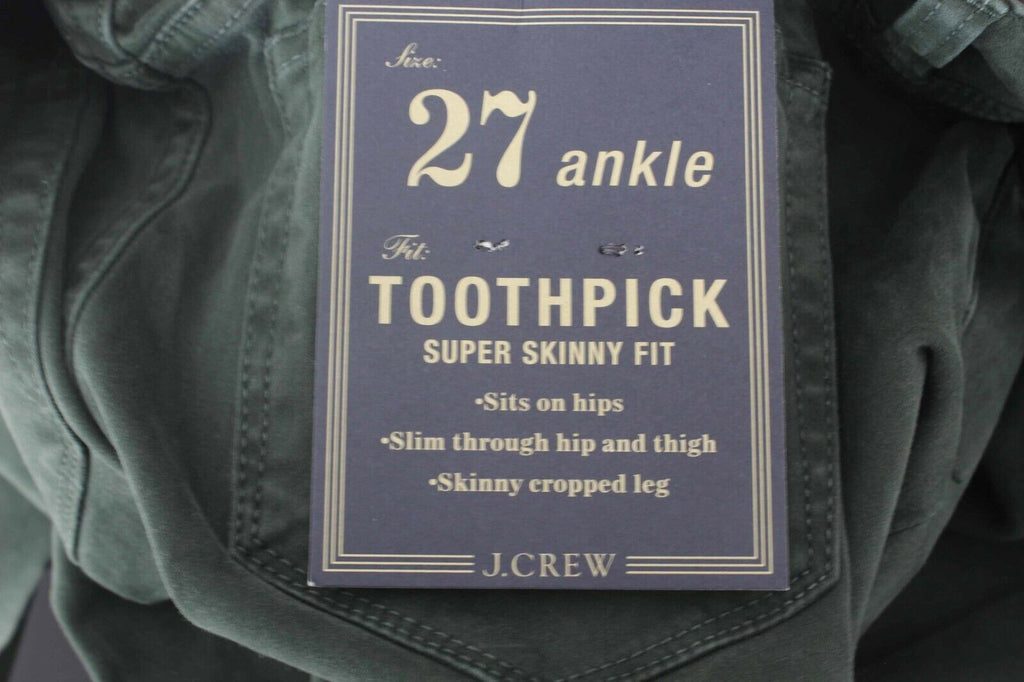 Size:
27 ankle
Fit:
TOOTHPICK
SUPER SKINNY FIT
•Sits on hips
•Slim through hip and thigh
•Skinny cropped leg
J.CREW